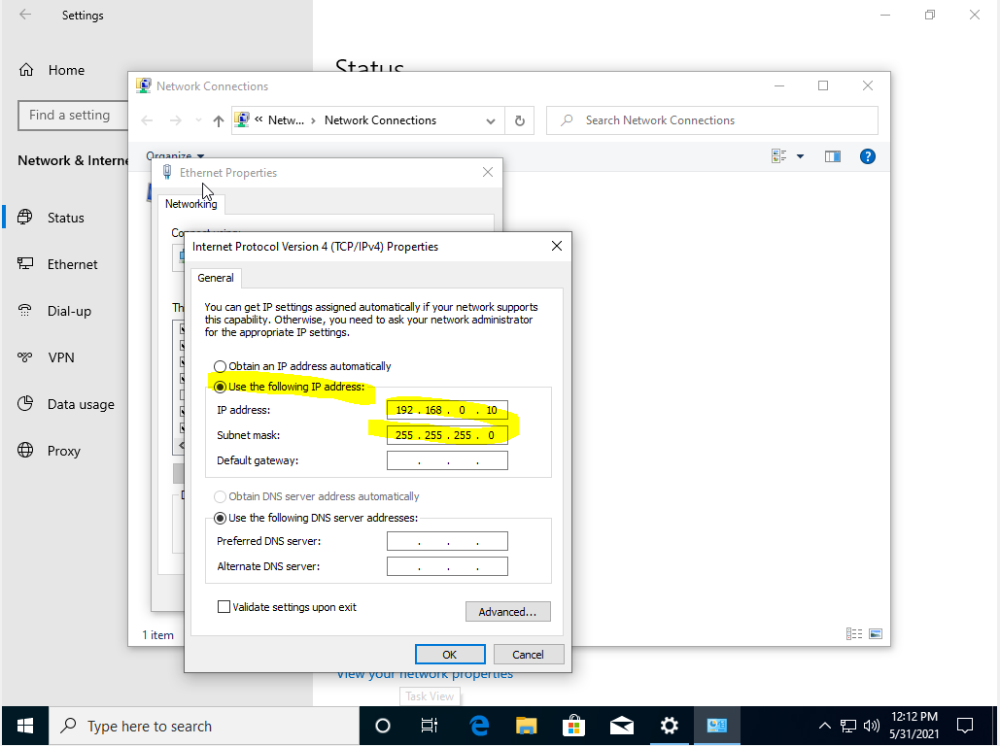 Settings
Home
Find a setting
Network & Interne
Status
Ethernet
Dial-up
VPN
Data usage
Proxy
Status
Network Connections
« Netw... › Network Connections
Search Network Connections
Organize
Ethernet Properties
Networking
Internet Protocol Version 4 (TCP/IPv4) Properties
General
Th
You can get IP settings assigned automatically if your network supports
this capability. Otherwise, you need to ask your network administrator
for the appropriate IP settings.
Obtain an IP address automatically
Use the following IP address:
IP address: 192 . 168 . 0 . 10
Subnet mask: 255 . 255 . 255 . 0
Default gateway: . . .
Obtain DNS server address automatically
Use the following DNS server addresses:
Preferred DNS server: . . .
Alternate DNS server: . . .
Validate settings upon exit
Advanced...
OK
Cancel
1 item
View your network properties
Task View
Type here to search
12:12 PM
5/31/2021